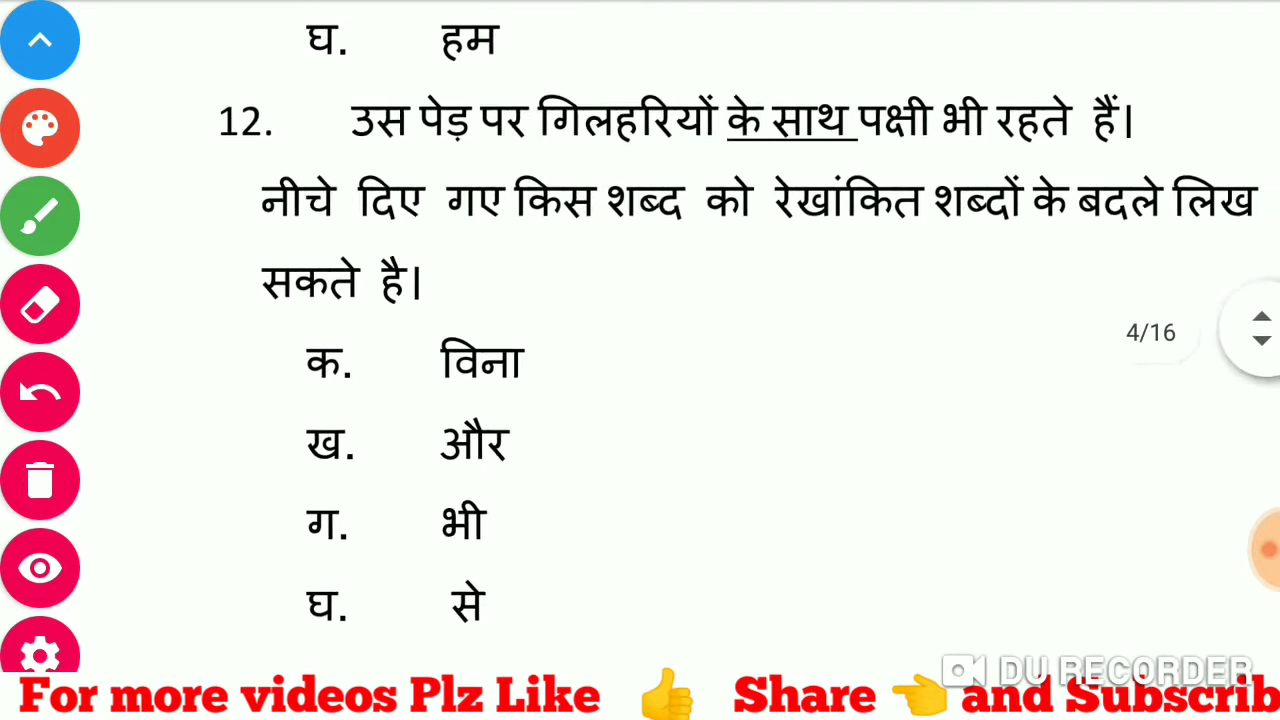 घ. हम
12. उस पेड़ पर गिलहरियों के साथ पक्षी भी रहते हैं।
नीचे दिए गए किस शब्द को रेखांकित शब्दों के बदले लिख
सकते है।
4/16
क. विना
ख. और
ग. भी
घ. से
DU RECORDER
For more videos Plz Like 👍 Share 👈 and Subscrib